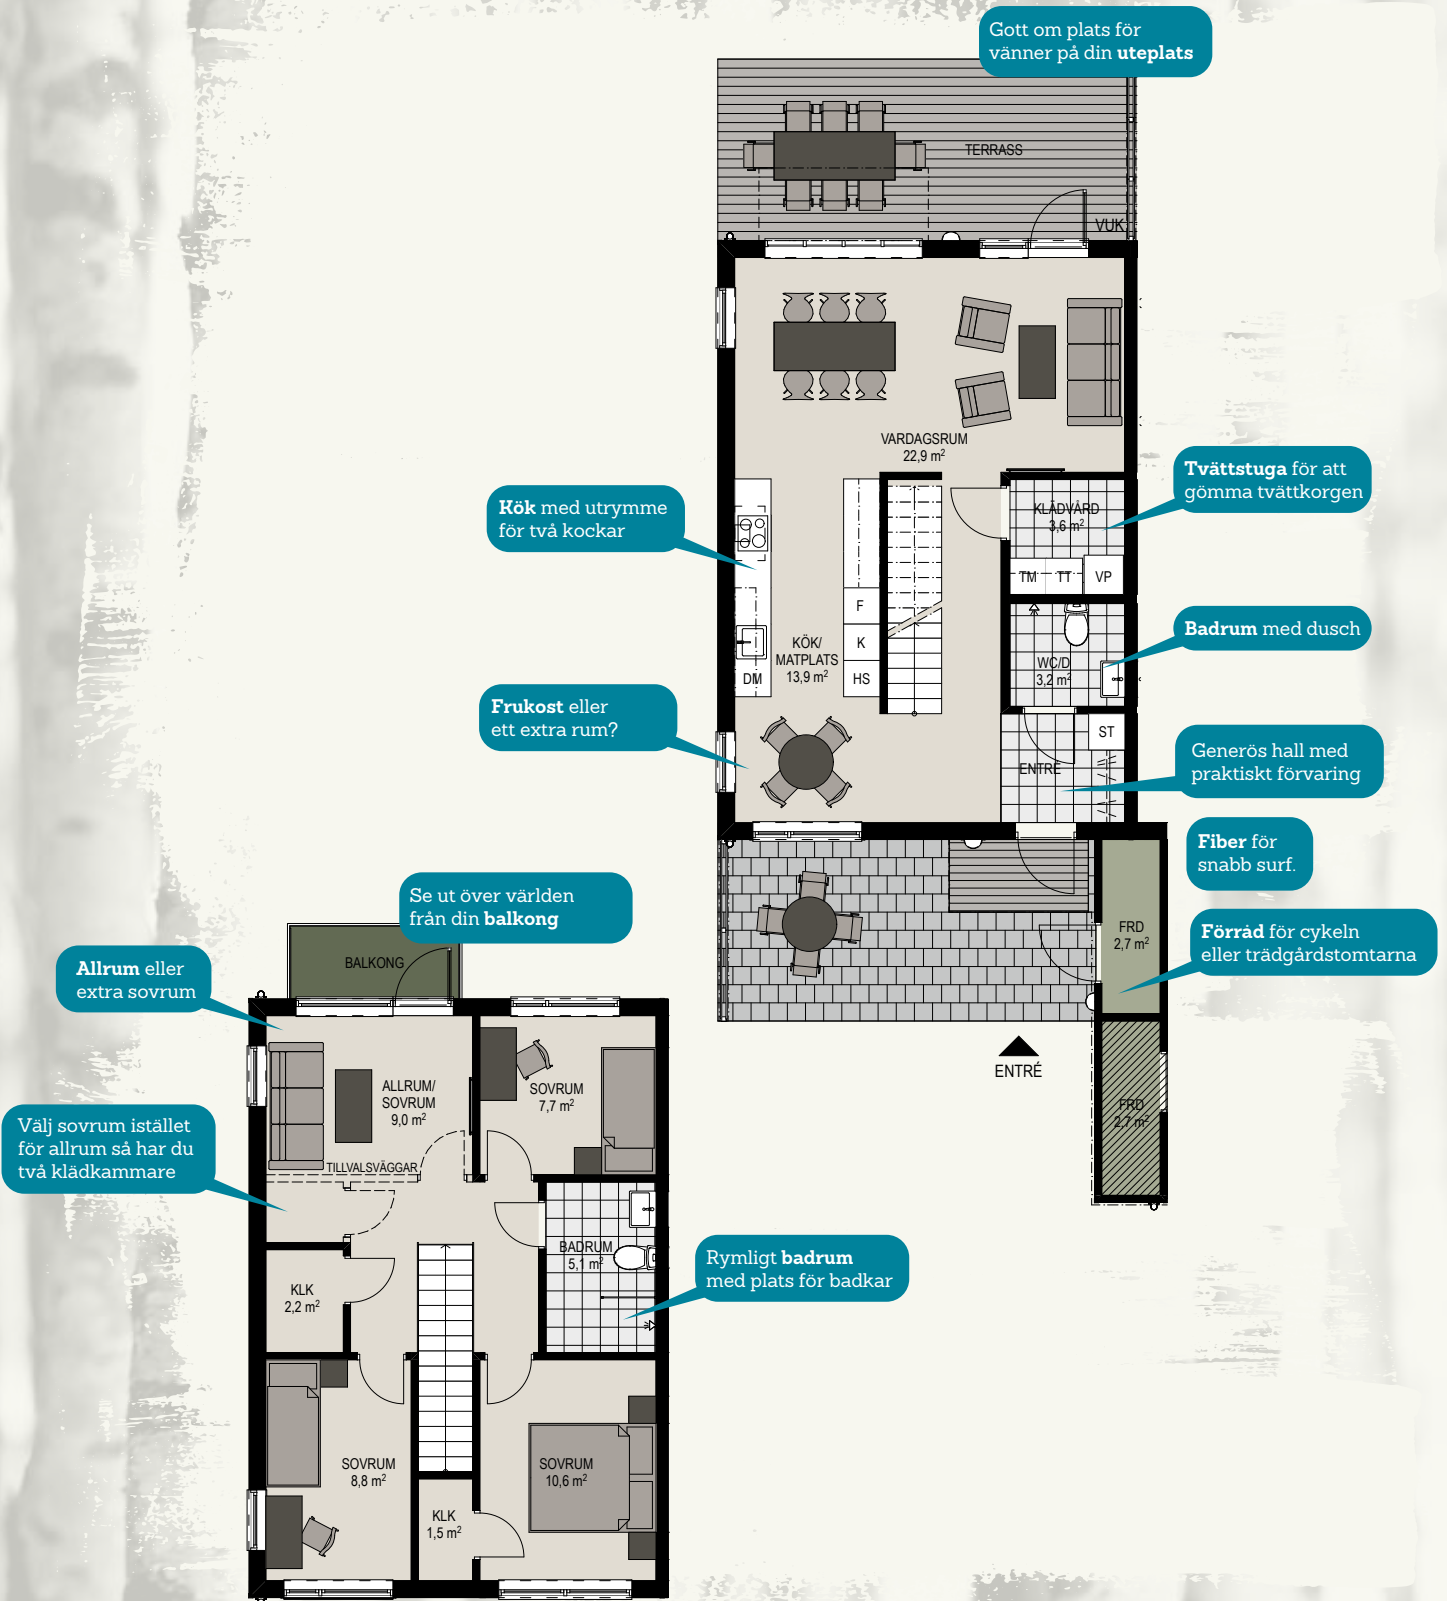 Gott om plats för
vänner på din uteplats
TERRASS
VUK
VARDAGSRUM
22,9 m²
Kök med utrymme
för två kockar
Tvättstuga för att
gömma tvättkorgen
KLÄDVÅRD
3,6 m²
TM
TT
VP
F
K
HS
KÖK/
MATPLATS
13,9 m²
DM
Badrum med dusch
WC/D
3,2 m²
Frukost eller
ett extra rum?
ST
ENTRÉ
Generös hall med
praktiskt förvaring
Fiber för
snabb surf.
FRD
2,7 m²
Förråd för cykeln
eller trädgårdstomtarna
ENTRÉ
FRD
2,7 m²
Se ut över världen
från din balkong
BALKONG
Allrum eller
extra sovrum
ALLRUM/
SOVRUM
9,0 m²
SOVRUM
7,7 m²
Välj sovrum istället
för allrum så har du
två klädkammare
TILLVALSVÄGGAR
BADRUM
5,1 m²
Rymligt badrum
med plats för badkar
KLK
2,2 m²
SOVRUM
8,8 m²
SOVRUM
10,6 m²
KLK
1,5 m²